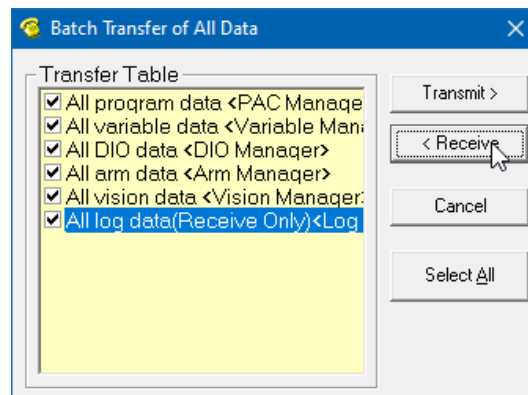 Batch Transfer of All Data
Transfer Table
All program data <PAC Manage
All variable data <Variable Man
All DIO data <DIO Manager>
All arm data <Arm Manager>
All vision data <Vision Manager
All log data(Receive Only)<Log
Transmit >
< Receive
Cancel
Select All